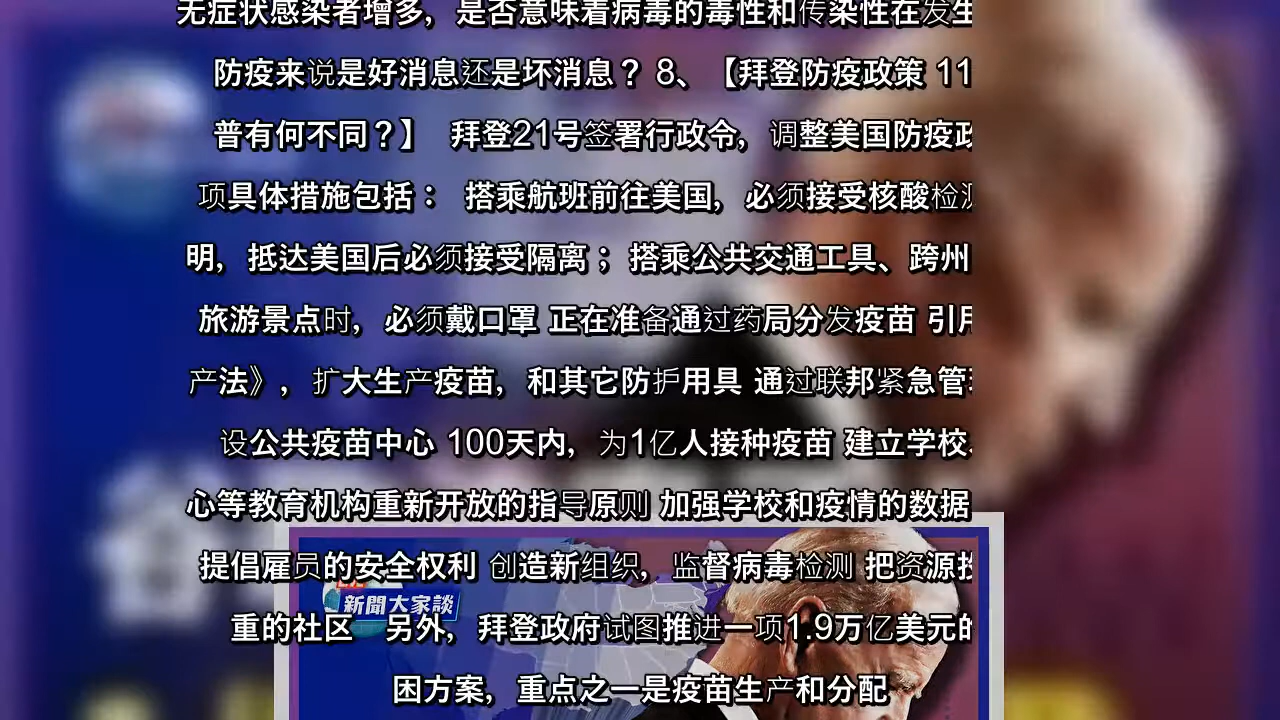 无症状感染者增多，是否意味着病毒的毒性和传染性在发生
防疫来说是好消息还是坏消息？ 8、 【拜登防疫政策 11
普有何不同？】 拜登21号签署行政令，调整美国防疫政
项具体措施包括： 搭乘航班前往美国，必须接受核酸检测
明，抵达美国后必须接受隔离； 搭乘公共交通工具、跨州
旅游景点时，必须戴口罩 正在准备通过药局分发疫苗 引用
产法》，扩大生产疫苗，和其它防护用具 通过联邦紧急管
设公共疫苗中心 100天内，为1亿人接种疫苗 建立学校、
心等教育机构重新开放的指导原则 加强学校和疫情的数据
提倡雇员的安全权利 创造新组织，监督病毒检测 把资源投
重的社区 另外，拜登政府试图推进一项1.9万亿美元的
困方案，重点之一是疫苗生产和分配
新聞大家談